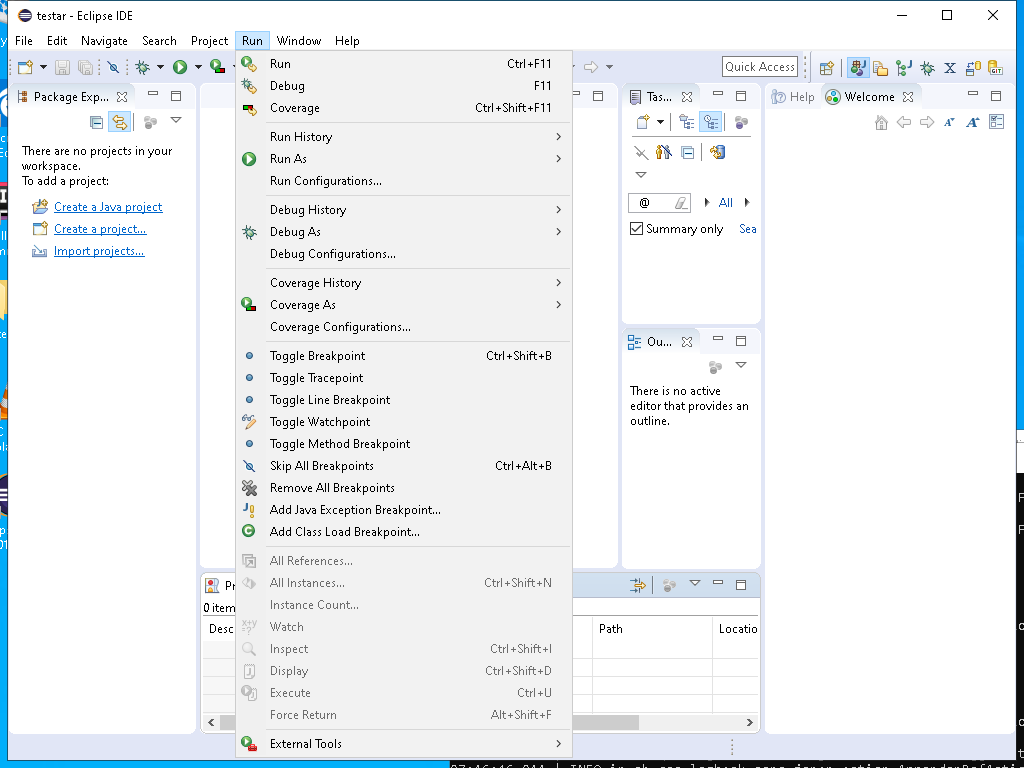 testar - Eclipse IDE
File Edit Navigate Search Project Run Window Help
Quick Access
Package Exp...
There are no projects in your
workspace.
To add a project:
Create a Java project
Create a project...
Import projects...
Run Ctrl+F11
Debug F11
Coverage Ctrl+Shift+F11
Run History
Run As
Run Configurations...
Debug History
Debug As
Debug Configurations...
Coverage History
Coverage As
Coverage Configurations...
Toggle Breakpoint Ctrl+Shift+B
Toggle Tracepoint
Toggle Line Breakpoint
Toggle Watchpoint
Toggle Method Breakpoint
Skip All Breakpoints Ctrl+Alt+B
Remove All Breakpoints
Add Java Exception Breakpoint...
Add Class Load Breakpoint...
All References...
All Instances... Ctrl+Shift+N
Instance Count...
Watch
Inspect Ctrl+Shift+I
Display Ctrl+Shift+D
Execute Ctrl+U
Force Return Alt+Shift+F
External Tools
Tas...
@ All
Summary only Sea
Ou...
There is no active
editor that provides an
outline.
Help Welcome
Pr
0 item
Desc Path Locatio